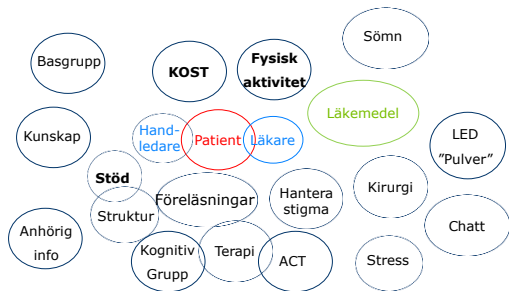 Sömn
Basgrupp
KOST
Fysisk
aktivitet
Läkemedel
Kunskap
Hand-
ledare
Patient
Läkare
LED
”Pulver”
Stöd
Struktur
Föreläsningar
Hantera
stigma
Kirurgi
Chatt
Anhörig
info
Kognitiv
Grupp
Terapi
ACT
Stress